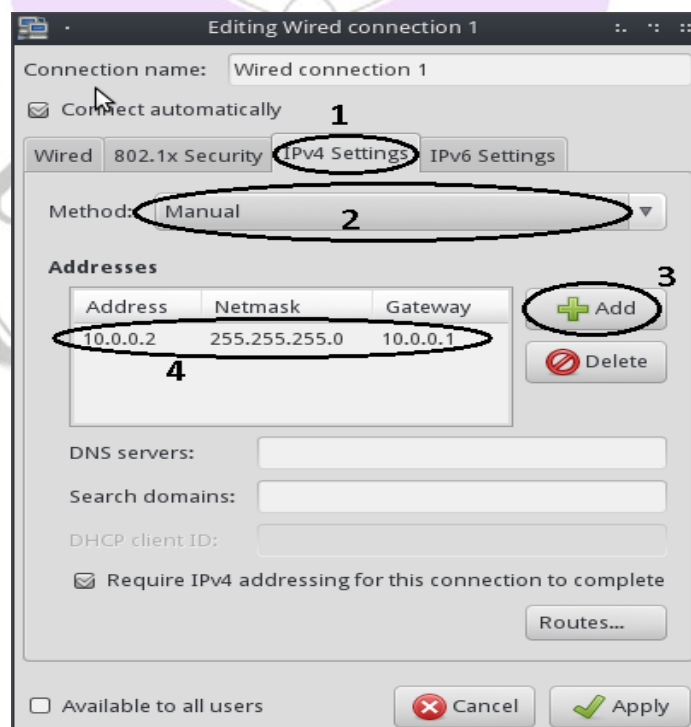 Editing Wired connection 1
Connection name: Wired connection 1
Connect automatically
1
Wired 802.1x Security IPv4 Settings IPv6 Settings
Method: Manual 2
Addresses
3
Address Netmask Gateway
Add
10.0.0.2 255.255.255.0 10.0.0.1
4
Delete
DNS servers:
Search domains:
DHCP client ID:
Require IPv4 addressing for this connection to complete
Routes...
Available to all users Cancel Apply